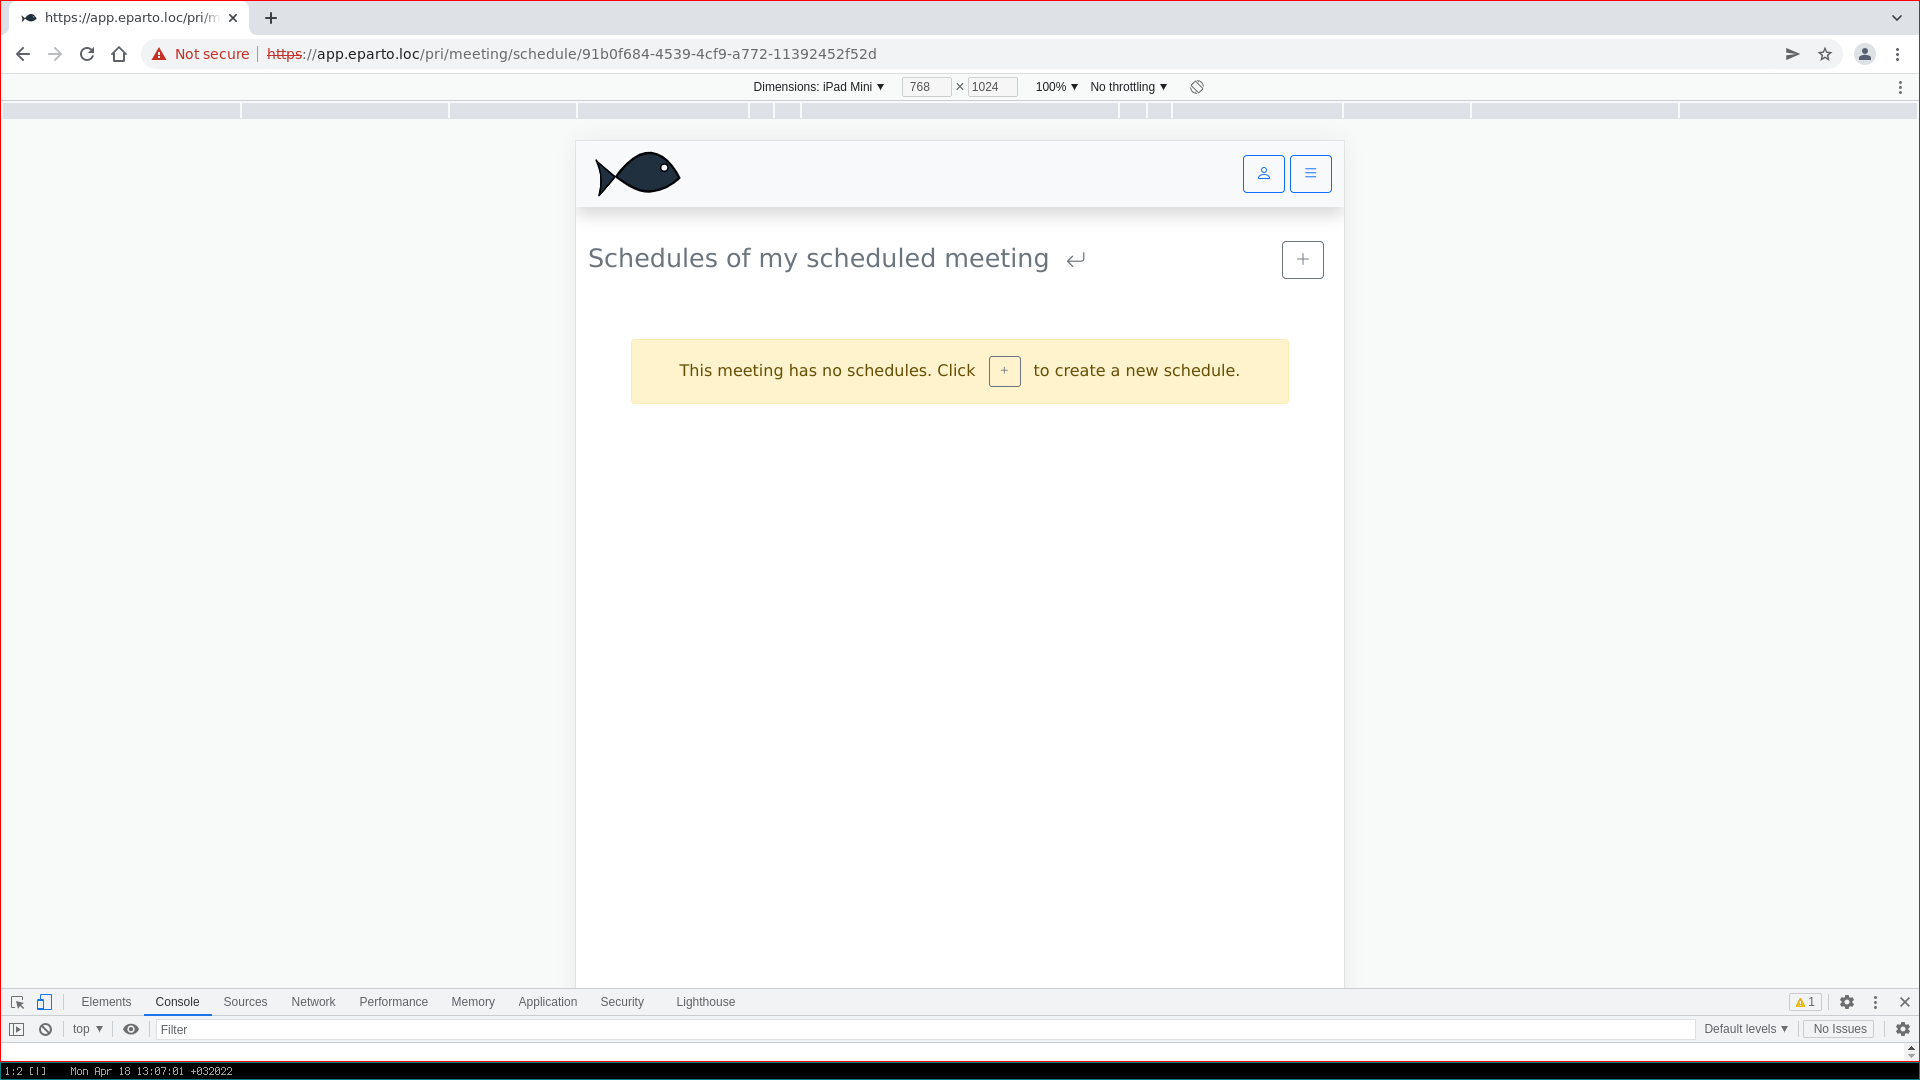 https://app.eparto.loc/pri/m
Not secure https://app.eparto.loc/pri/meeting/schedule/91b0f684-4539-4cf9-a772-11392452f52d
Dimensions: iPad Mini ▼ 768 × 1024 100% ▼ No throttling ▼
Schedules of my scheduled meeting
This meeting has no schedules. Click + to create a new schedule.
Elements Console Sources Network Performance Memory Application Security Lighthouse 1
top ▼ Filter Default levels ▼ No Issues
1:2 [|] Mon Apr 18 13:07:01 +032022